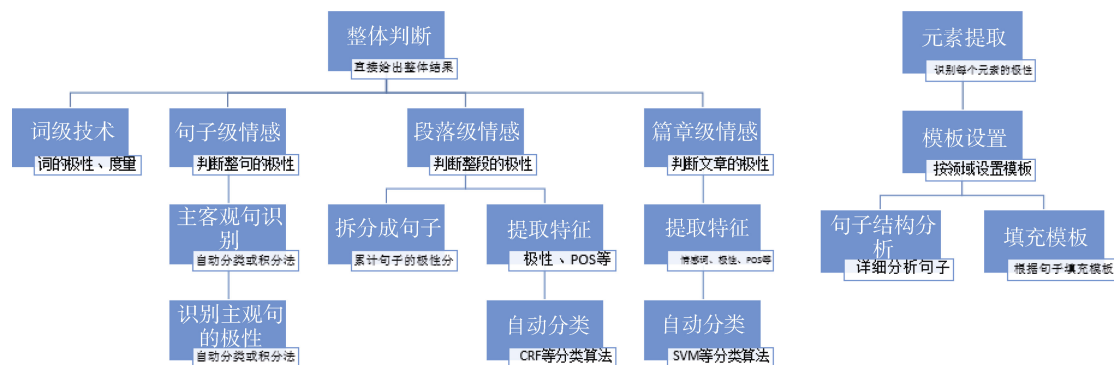 整体判断
直接给出整体结果
词级技术
词的极性、度量
句子级情感
判断整句的极性
主客观句识
别
自动分类或积分法
识别主观句
的极性
自动分类或积分法
段落级情感
判断整段的极性
拆分成句子
累计句子的极性分
提取特征
极性、POS等
自动分类
CRF等分类算法
篇章级情感
判断文章的极性
提取特征
情感词、极性、POS等
自动分类
SVM等分类算法
元素提取
识别每个元素的极性
模板设置
按领域设置模板
句子结构分
析
详细分析句子
填充模板
根据句子填充模板